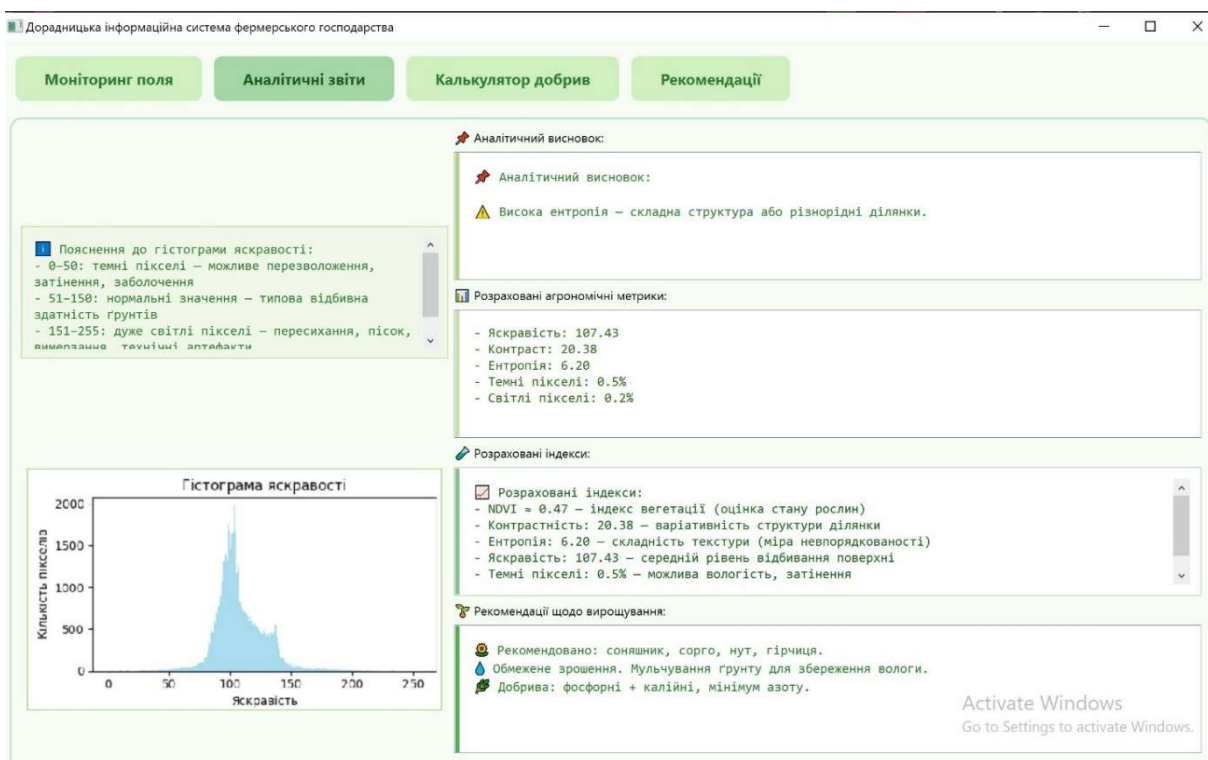 Дорадницька інформаційна система фермерського господарства
Моніторинг поля
Аналітичні звіти
Калькулятор добрив
Рекомендації
Пояснення до гістограми яскравості:
- 0–50: темні пікселі — можливе перезволоження,
затінення, заболочення
- 51–150: нормальні значення — типова відбивна
здатність ґрунтів
- 151–255: дуже світлі пікселі — пересихання, пісок,
вимерзання, технічні артефакти
Гістограма яскравості
Кількість пікселів
2000
1500
1000
500
0
0 50 100 150 200 250
Яскравість
Аналітичний висновок:
Аналітичний висновок:
Висока ентропія — складна структура або різнорідні ділянки.
Розраховані агрономічні метрики:
- Яскравість: 107.43
- Контраст: 20.38
- Ентропія: 6.20
- Темні пікселі: 0.5%
- Світлі пікселі: 0.2%
Розраховані індекси:
Розраховані індекси:
- NDVI ≈ 0.47 — індекс вегетації (оцінка стану рослин)
- Контрастність: 20.38 — варіативність структури ділянки
- Ентропія: 6.20 — складність текстури (міра невпорядкованості)
- Яскравість: 107.43 — середній рівень відбивання поверхні
- Темні пікселі: 0.5% — можлива вологість, затінення
Рекомендації щодо вирощування:
Рекомендовано: соняшник, сорго, нут, гірчиця.
Обмежене зрошення. Мульчування ґрунту для збереження вологи.
Добрива: фосфорні + калійні, мінімум азоту.
Activate Windows
Go to Settings to activate Windows.